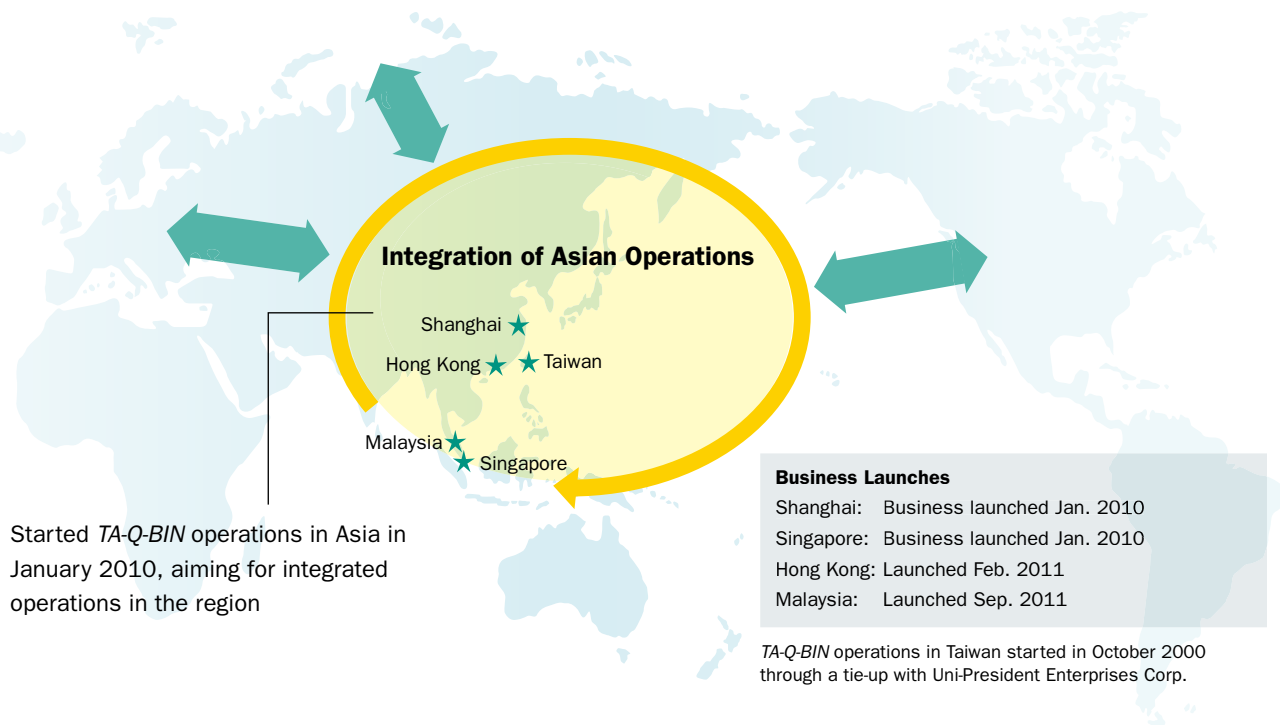 Integration of Asian Operations
Shanghai
Hong Kong
Taiwan
Malaysia
Singapore
Started TA-Q-BIN operations in Asia in
January 2010, aiming for integrated
operations in the region
Business Launches
Shanghai: Business launched Jan. 2010
Singapore: Business launched Jan. 2010
Hong Kong: Launched Feb. 2011
Malaysia: Launched Sep. 2011
TA-Q-BIN operations in Taiwan started in October 2000
through a tie-up with Uni-President Enterprises Corp.